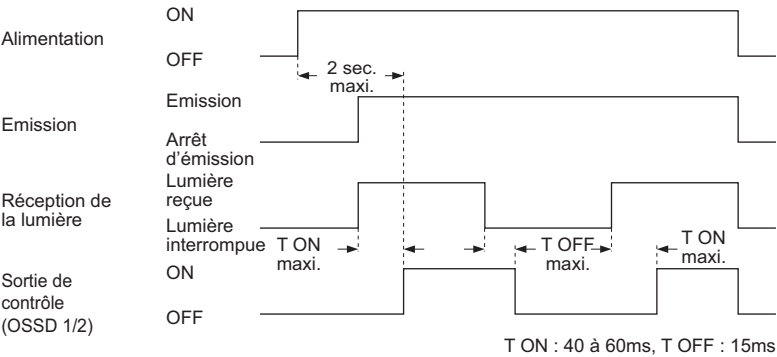 Alimentation
ON
OFF
2 sec.
maxi.
Emission
Emission
Arrêt
d'émission
Réception de
la lumière
Lumière
reçue
Lumière
interrompue
T ON
maxi.
T OFF
maxi.
T ON
maxi.
Sortie de
contrôle
(OSSD 1/2)
ON
OFF
T ON : 40 à 60ms, T OFF : 15ms